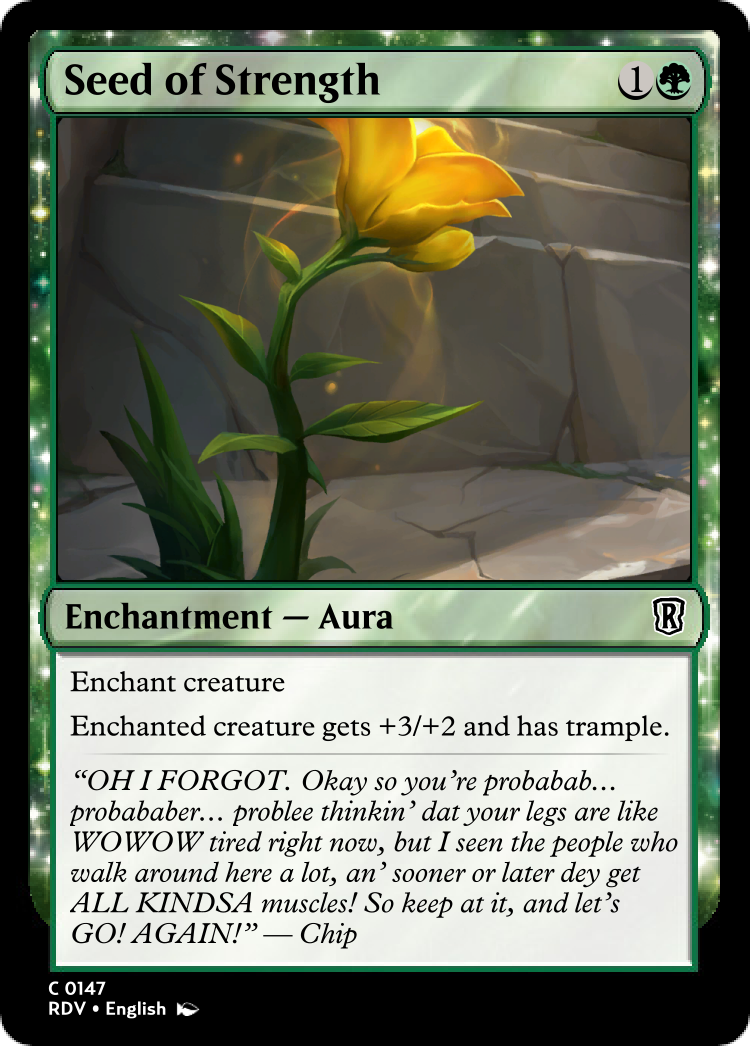 Seed of Strength
1
Enchantment — Aura
R
Enchant creature
Enchanted creature gets +3/+2 and has trample.
“OH I FORGOT. Okay so you’re probabab…
probababer… problee thinkin’ dat your legs are like
WOWOW tired right now, but I seen the people who
walk around here a lot, an’ sooner or later dey get
ALL KINDSA muscles! So keep at it, and let’s
GO! AGAIN!” — Chip
C 0147
RDV • English